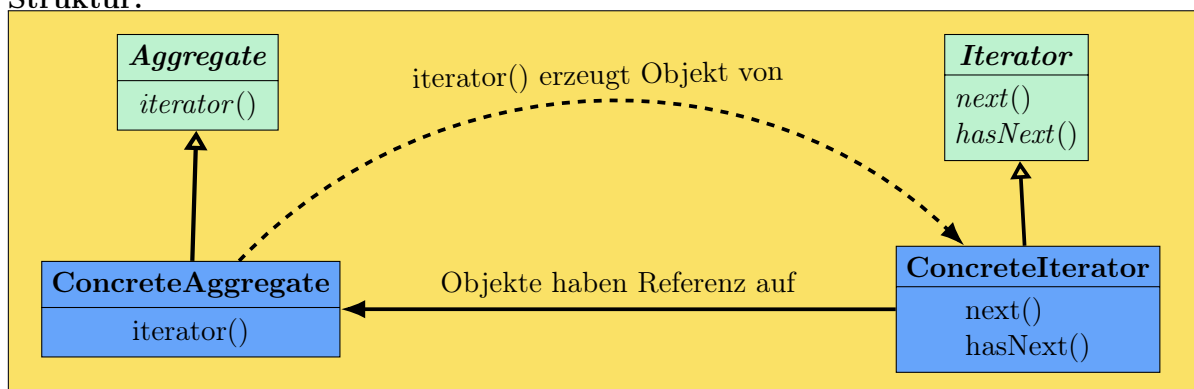 Struktur:
Aggregate
iterator()
iterator() erzeugt Objekt von
Iterator
next()
hasNext()
ConcreteAggregate
iterator()
Objekte haben Referenz auf
ConcreteIterator
next()
hasNext()